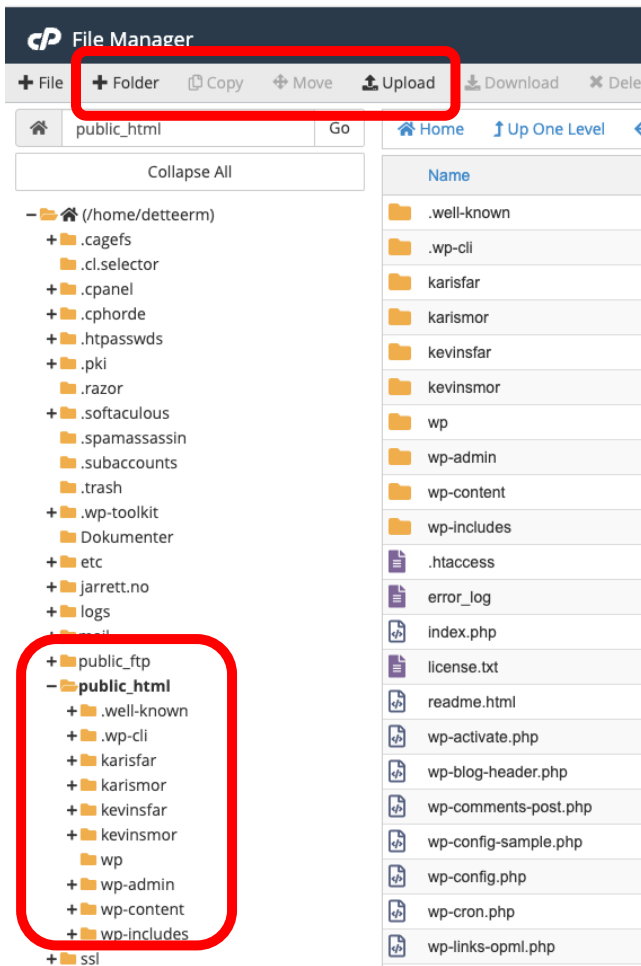 cP File Manager
+ File + Folder Copy Move Upload Download Dele
public_html Go
Home Up One Level
Collapse All
Name
(/home/detteerm)
.cagefs
.cl.selector
.cpanel
.cphorde
.htpasswds
.pki
.razor
.softaculous
.spamassassin
.subaccounts
.trash
.wp-toolkit
Dokumenter
etc
jarrett.no
logs
mail
public_ftp
public_html
.well-known
.wp-cli
karisfar
karismor
kevinsfar
kevinsmor
wp
wp-admin
wp-content
wp-includes
ssl
.well-known
.wp-cli
karisfar
karismor
kevinsfar
kevinsmor
wp
wp-admin
wp-content
wp-includes
.htaccess
error_log
index.php
license.txt
readme.html
wp-activate.php
wp-blog-header.php
wp-comments-post.php
wp-config-sample.php
wp-config.php
wp-cron.php
wp-links-opml.php